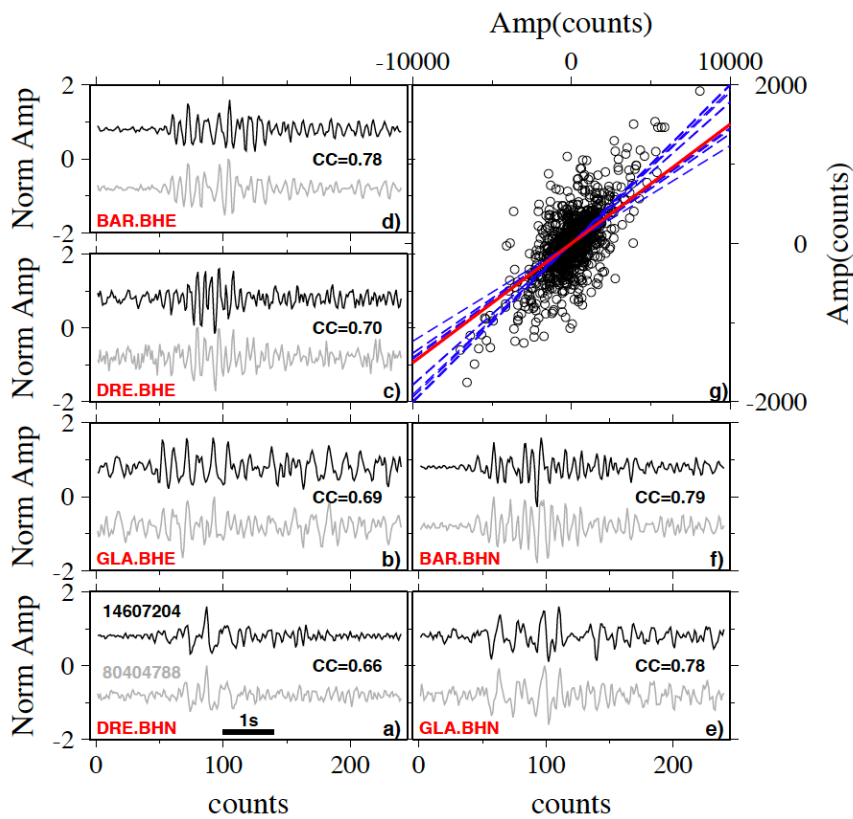 Amp(counts)
-10000 0 10000
2 2000
Norm Amp
0
CC=0.78
BAR.BHE d)
-2
0
Amp(counts)
2
Norm Amp
0
CC=0.70
DRE.BHE c)
-2
g)
-2000
2
Norm Amp
0
CC=0.69
GLA.BHE b)
-2
CC=0.79
BAR.BHN f)
2
Norm Amp
14607204
0
80404788
CC=0.66
DRE.BHN 1s a)
-2
CC=0.78
GLA.BHN e)
0 100 200 0 100 200
counts counts